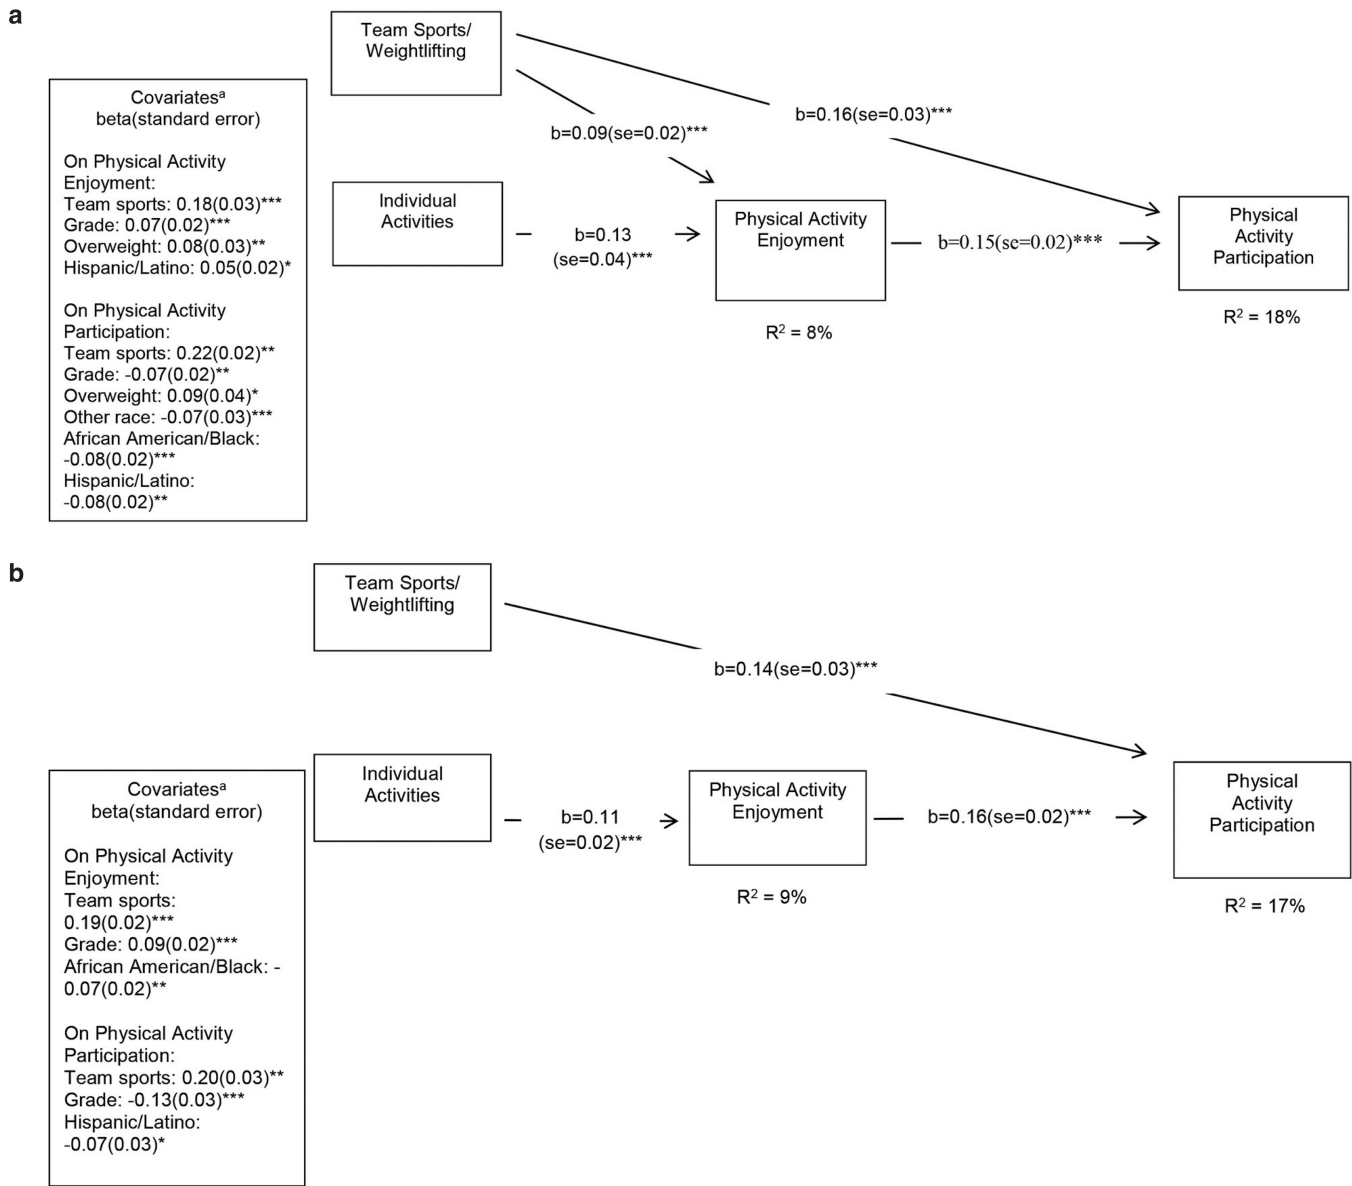 a
Team Sports/
Weightlifting
Covariatesᵃ
beta(standard error)
On Physical Activity
Enjoyment:
Team sports: 0.18(0.03)***
Grade: 0.07(0.02)***
Overweight: 0.08(0.03)**
Hispanic/Latino: 0.05(0.02)*
On Physical Activity
Participation:
Team sports: 0.22(0.02)**
Grade: -0.07(0.02)**
Overweight: 0.09(0.04)*
Other race: -0.07(0.03)***
African American/Black:
-0.08(0.02)***
Hispanic/Latino:
-0.08(0.02)**
b=0.16(se=0.03)***
b=0.09(se=0.02)***
Individual
Activities
b=0.13
(se=0.04)***
Physical Activity
Enjoyment
R² = 8%
b=0.15(se=0.02)***
Physical
Activity
Participation
R² = 18%
b
Team Sports/
Weightlifting
b=0.14(se=0.03)***
Individual
Activities
Covariatesᵃ
beta(standard error)
On Physical Activity
Enjoyment:
Team sports:
0.19(0.02)***
Grade: 0.09(0.02)***
African American/Black: -
0.07(0.02)**
On Physical Activity
Participation:
Team sports: 0.20(0.03)**
Grade: -0.13(0.03)***
Hispanic/Latino:
-0.07(0.03)*
b=0.11
(se=0.02)***
Physical Activity
Enjoyment
R² = 9%
b=0.16(se=0.02)***
Physical
Activity
Participation
R² = 17%